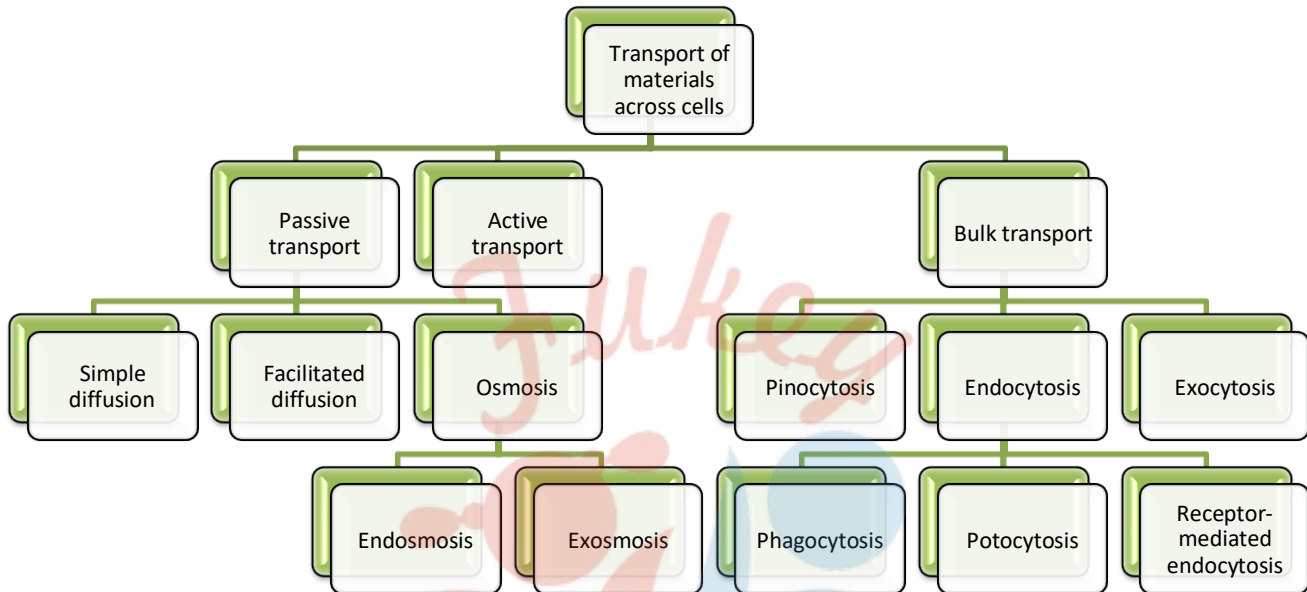 Transport of
materials
across cells
Passive
transport
Active
transport
Bulk transport
Simple
diffusion
Facilitated
diffusion
Osmosis
Pinocytosis
Endocytosis
Exocytosis
Endosmosis
Exosmosis
Phagocytosis
Potocytosis
Receptor-
mediated
endocytosis
Jukeg